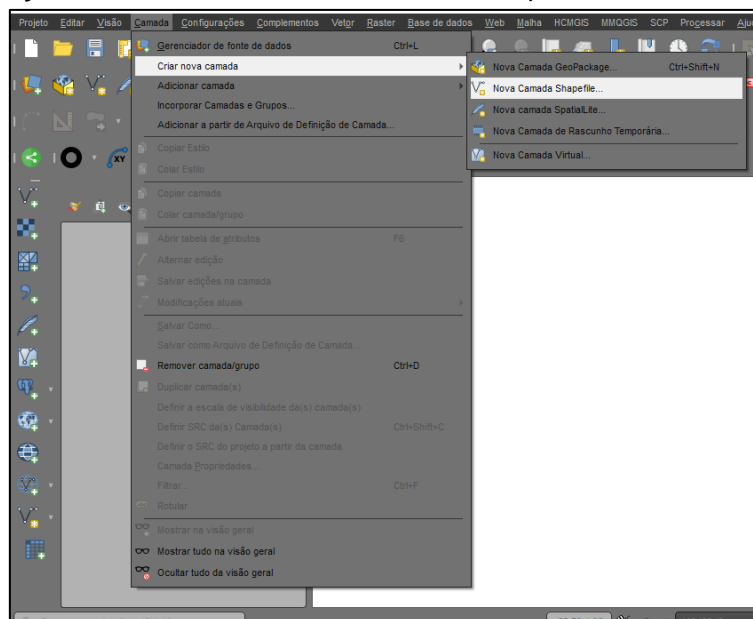 Projeto Editar Visão Camada Configurações Complementos Vetor Raster Base de dados Web Malha HCMGIS MMQGIS SCP Processar
Gerenciador de fonte de dados Ctrl+L
Criar nova camada
Adicionar camada
Incorporar Camadas e Grupos...
Adicionar a partir de Arquivo de Definição de Camada...
Copiar Estilo
Colar Estilo
Copiar camada
Colar camada/grupo
Abrir tabela de atributos F6
Alternar edição
Salvar edições na camada
Modificações atuais
Salvar Como...
Salvar como Arquivo de Definição de Camada...
Remover camada/grupo Ctrl+D
Duplicar camada(s)
Definir a escala de visibilidade da(s) camada(s)
Definir SRC da(s) Camada(s) Ctrl+Shift+C
Definir o SRC do projeto a partir da camada
Camada Propriedades...
Filtrar... Ctrl+F
Rotular
Mostrar na visão geral
Mostrar tudo na visão geral
Ocultar tudo da visão geral
Nova Camada GeoPackage... Ctrl+Shift+N
Nova Camada Shapefile...
Nova camada SpatiaLite...
Nova Camada de Rascunho Temporária...
Nova Camada Virtual...
XY